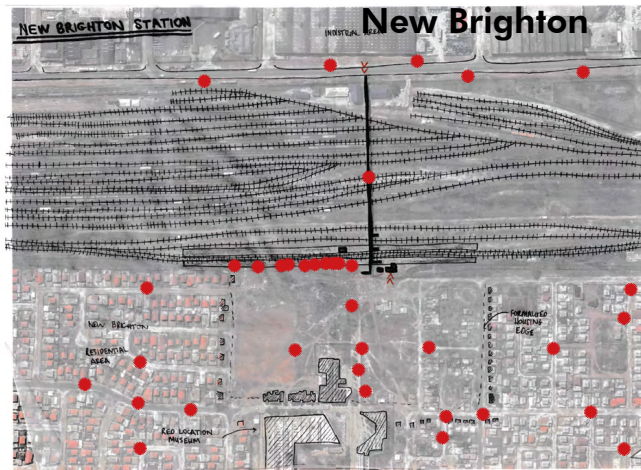 New Brighton
NEW BRIGHTON STATION
INDUSTRIAL AREA
NEW BRIGHTON
RESIDENTIAL
AREA
FORMALISED
HOUSING
EDGE
RED LOCATION
MUSEUM